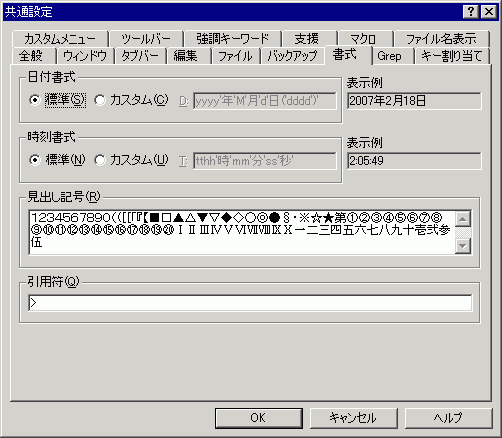 共通設定
カスタムメニュー ツールバー 強調キーワード 支援 マクロ ファイル名表示
全般 ウィンドウ タブバー 編集 ファイル バックアップ 書式 Grep キー割り当て
日付書式
標準(S) カスタム(C) D: yyyy'年'M'月'd'日('dddd')'
表示例
2007年2月18日
時刻書式
標準(N) カスタム(U) T: tthh'時'mm'分'ss'秒'
表示例
2:05:49
見出し記号(R)
1234567890(（[［「『【■□▲△▼▽◆◇○◎●§・※☆★第①②③④⑤⑥⑦⑧
⑨⑩⑪⑫⑬⑭⑮⑯⑰⑱⑲⑳ⅠⅡⅢⅣⅤⅥⅦⅧⅨⅩ一二三四五六七八九十壱弐参
伍
引用符(Q)
>
OK キャンセル ヘルプ